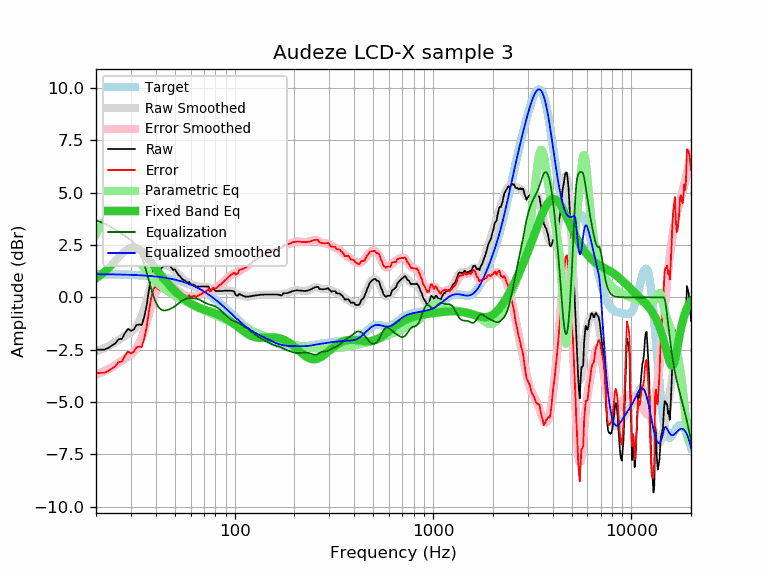 Audeze LCD-X sample 3
Target
Raw Smoothed
Error Smoothed
Raw
Error
Parametric Eq
Fixed Band Eq
Equalization
Equalized smoothed
10.0
7.5
5.0
2.5
0.0
−2.5
−5.0
−7.5
−10.0
Amplitude (dBr)
100 1000 10000
Frequency (Hz)